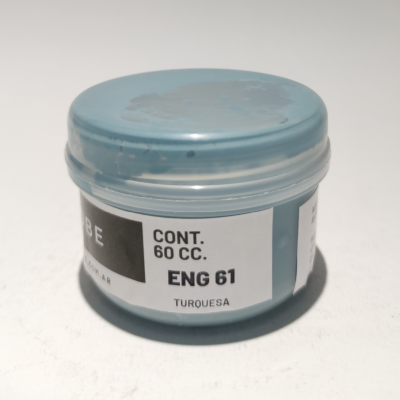 BE
CONT.
60 CC.
ENG 61
TURQUESA